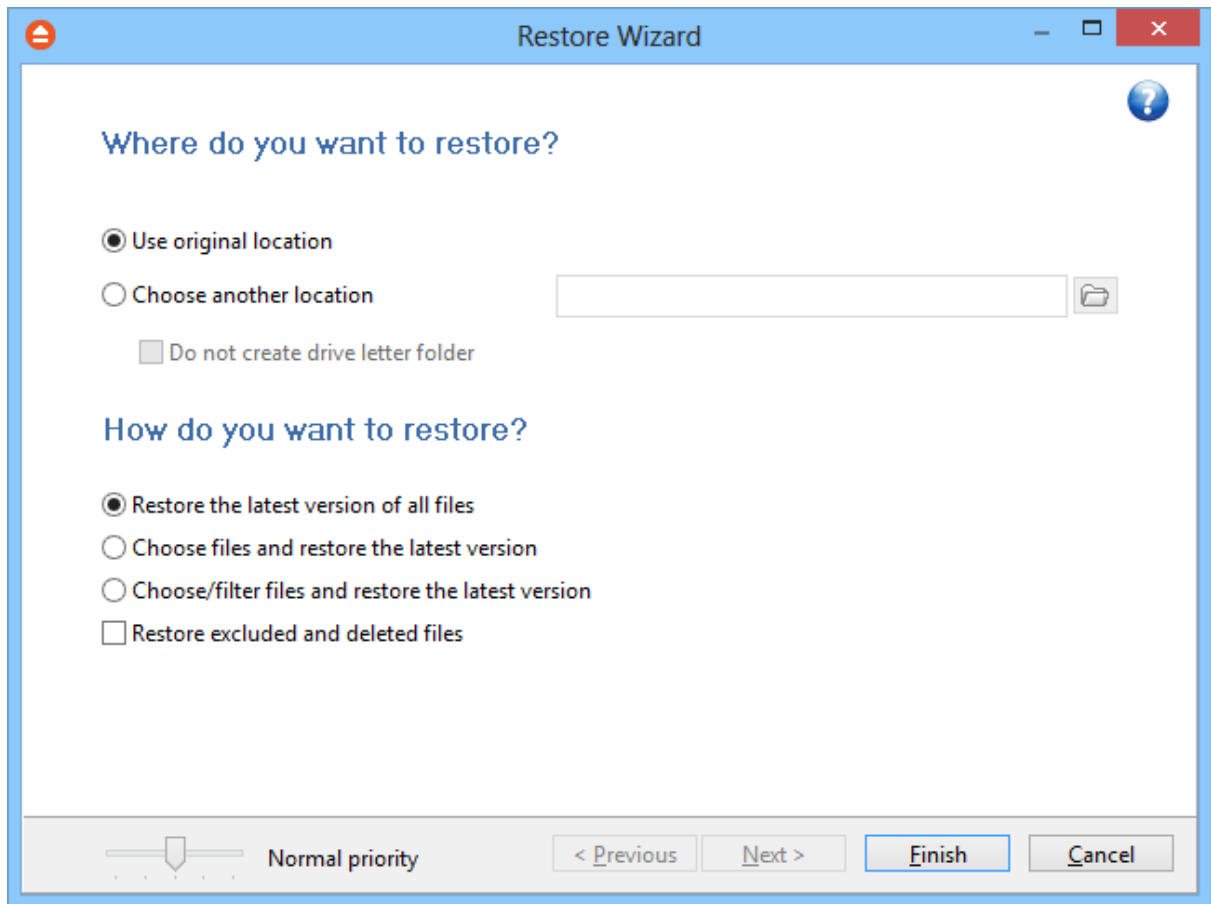 Restore Wizard
Where do you want to restore?
Use original location
Choose another location
Do not create drive letter folder
How do you want to restore?
Restore the latest version of all files
Choose files and restore the latest version
Choose/filter files and restore the latest version
Restore excluded and deleted files
Normal priority
< Previous
Next >
Finish
Cancel